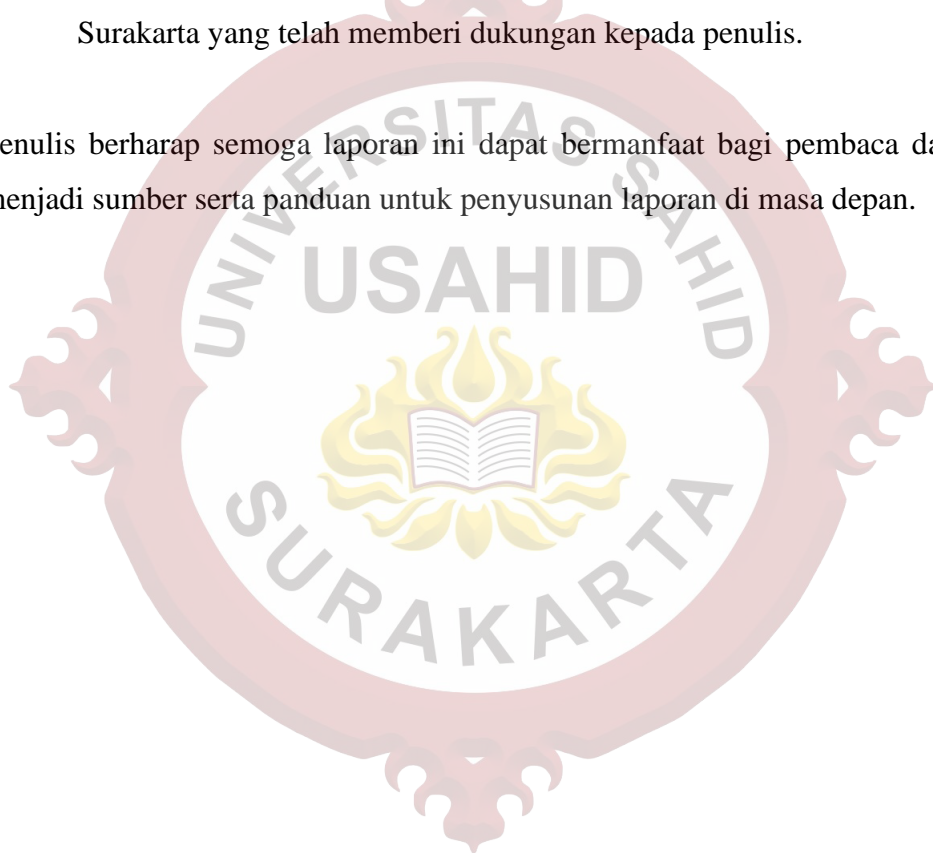 Surakarta yang telah memberi dukungan kepada penulis.
enulis berharap semoga laporan ini dapat bermanfaat bagi pembaca da
nenjadi sumber serta panduan untuk penyusunan laporan di masa depan.
UNIVERSITAS SAHID
USAHID
SURAKARTA